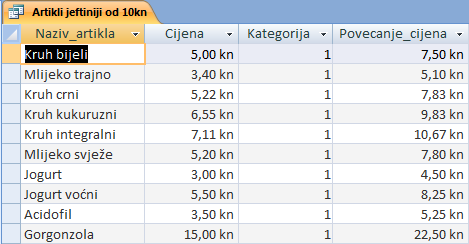 Artikli jeftiniji od 10kn
Naziv_artikla Cijena Kategorija Povecanje_cijena
Kruh bijeli 5,00 kn 1 7,50 kn
Mlijeko trajno 3,40 kn 1 5,10 kn
Kruh crni 5,22 kn 1 7,83 kn
Kruh kukuruzni 6,55 kn 1 9,83 kn
Kruh integralni 7,11 kn 1 10,67 kn
Mlijeko svježe 5,20 kn 1 7,80 kn
Jogurt 3,00 kn 1 4,50 kn
Jogurt voćni 5,50 kn 1 8,25 kn
Acidofil 3,50 kn 1 5,25 kn
Gorgonzola 15,00 kn 1 22,50 kn